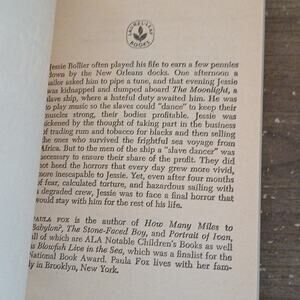 LAUREL-LEAF
BOOKS
Jessie Bollier often played his fife to earn a few pennies
down by the New Orleans docks. One afternoon a
sailor asked him to pipe a tune, and that evening Jessie
was kidnapped and dumped aboard The Moonlight, a
slave ship, where a hateful duty awaited him. He was
to play music so the slaves could "dance" to keep their
muscles strong, their bodies profitable. Jessie was
sickened by the thought of taking part in the business
of trading rum and tobacco for blacks and then selling
the ones who survived the frightful sea voyage from
Africa. But to the men of the ship a "slave dancer" was
necessary to ensure their share of the profit. They did
not heed the horrors that every day grew more vivid,
more inescapable to Jessie. Yet, even after four months
of fear, calculated torture, and hazardous sailing with
a degraded crew, Jessie was to face a final horror that
would stay with him for the rest of his life.
PAULA FOX is the author of How Many Miles to
Babylon?, The Stone-Faced Boy, and Portrait of Ivan,
all of which are ALA Notable Children's Books as well
as Blowfish Live in the Sea, which was a finalist for the
National Book Award. Paula Fox lives with her fam-
ily in Brooklyn, New York.